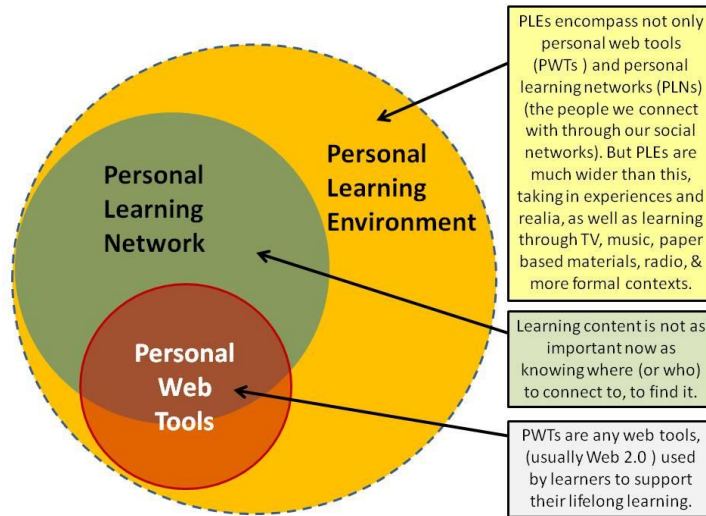 Personal
Learning
Network
Personal
Learning
Environment
Personal
Web
Tools
PLEs encompass not only
personal web tools
(PWTs ) and personal
learning networks (PLNs)
(the people we connect
with through our social
networks). But PLEs are
much wider than this,
taking in experiences and
realia, as well as learning
through TV, music, paper
based materials, radio, &
more formal contexts.
Learning content is not as
important now as
knowing where (or who)
to connect to, to find it.
PWTs are any web tools,
(usually Web 2.0 ) used
by learners to support
their lifelong learning.